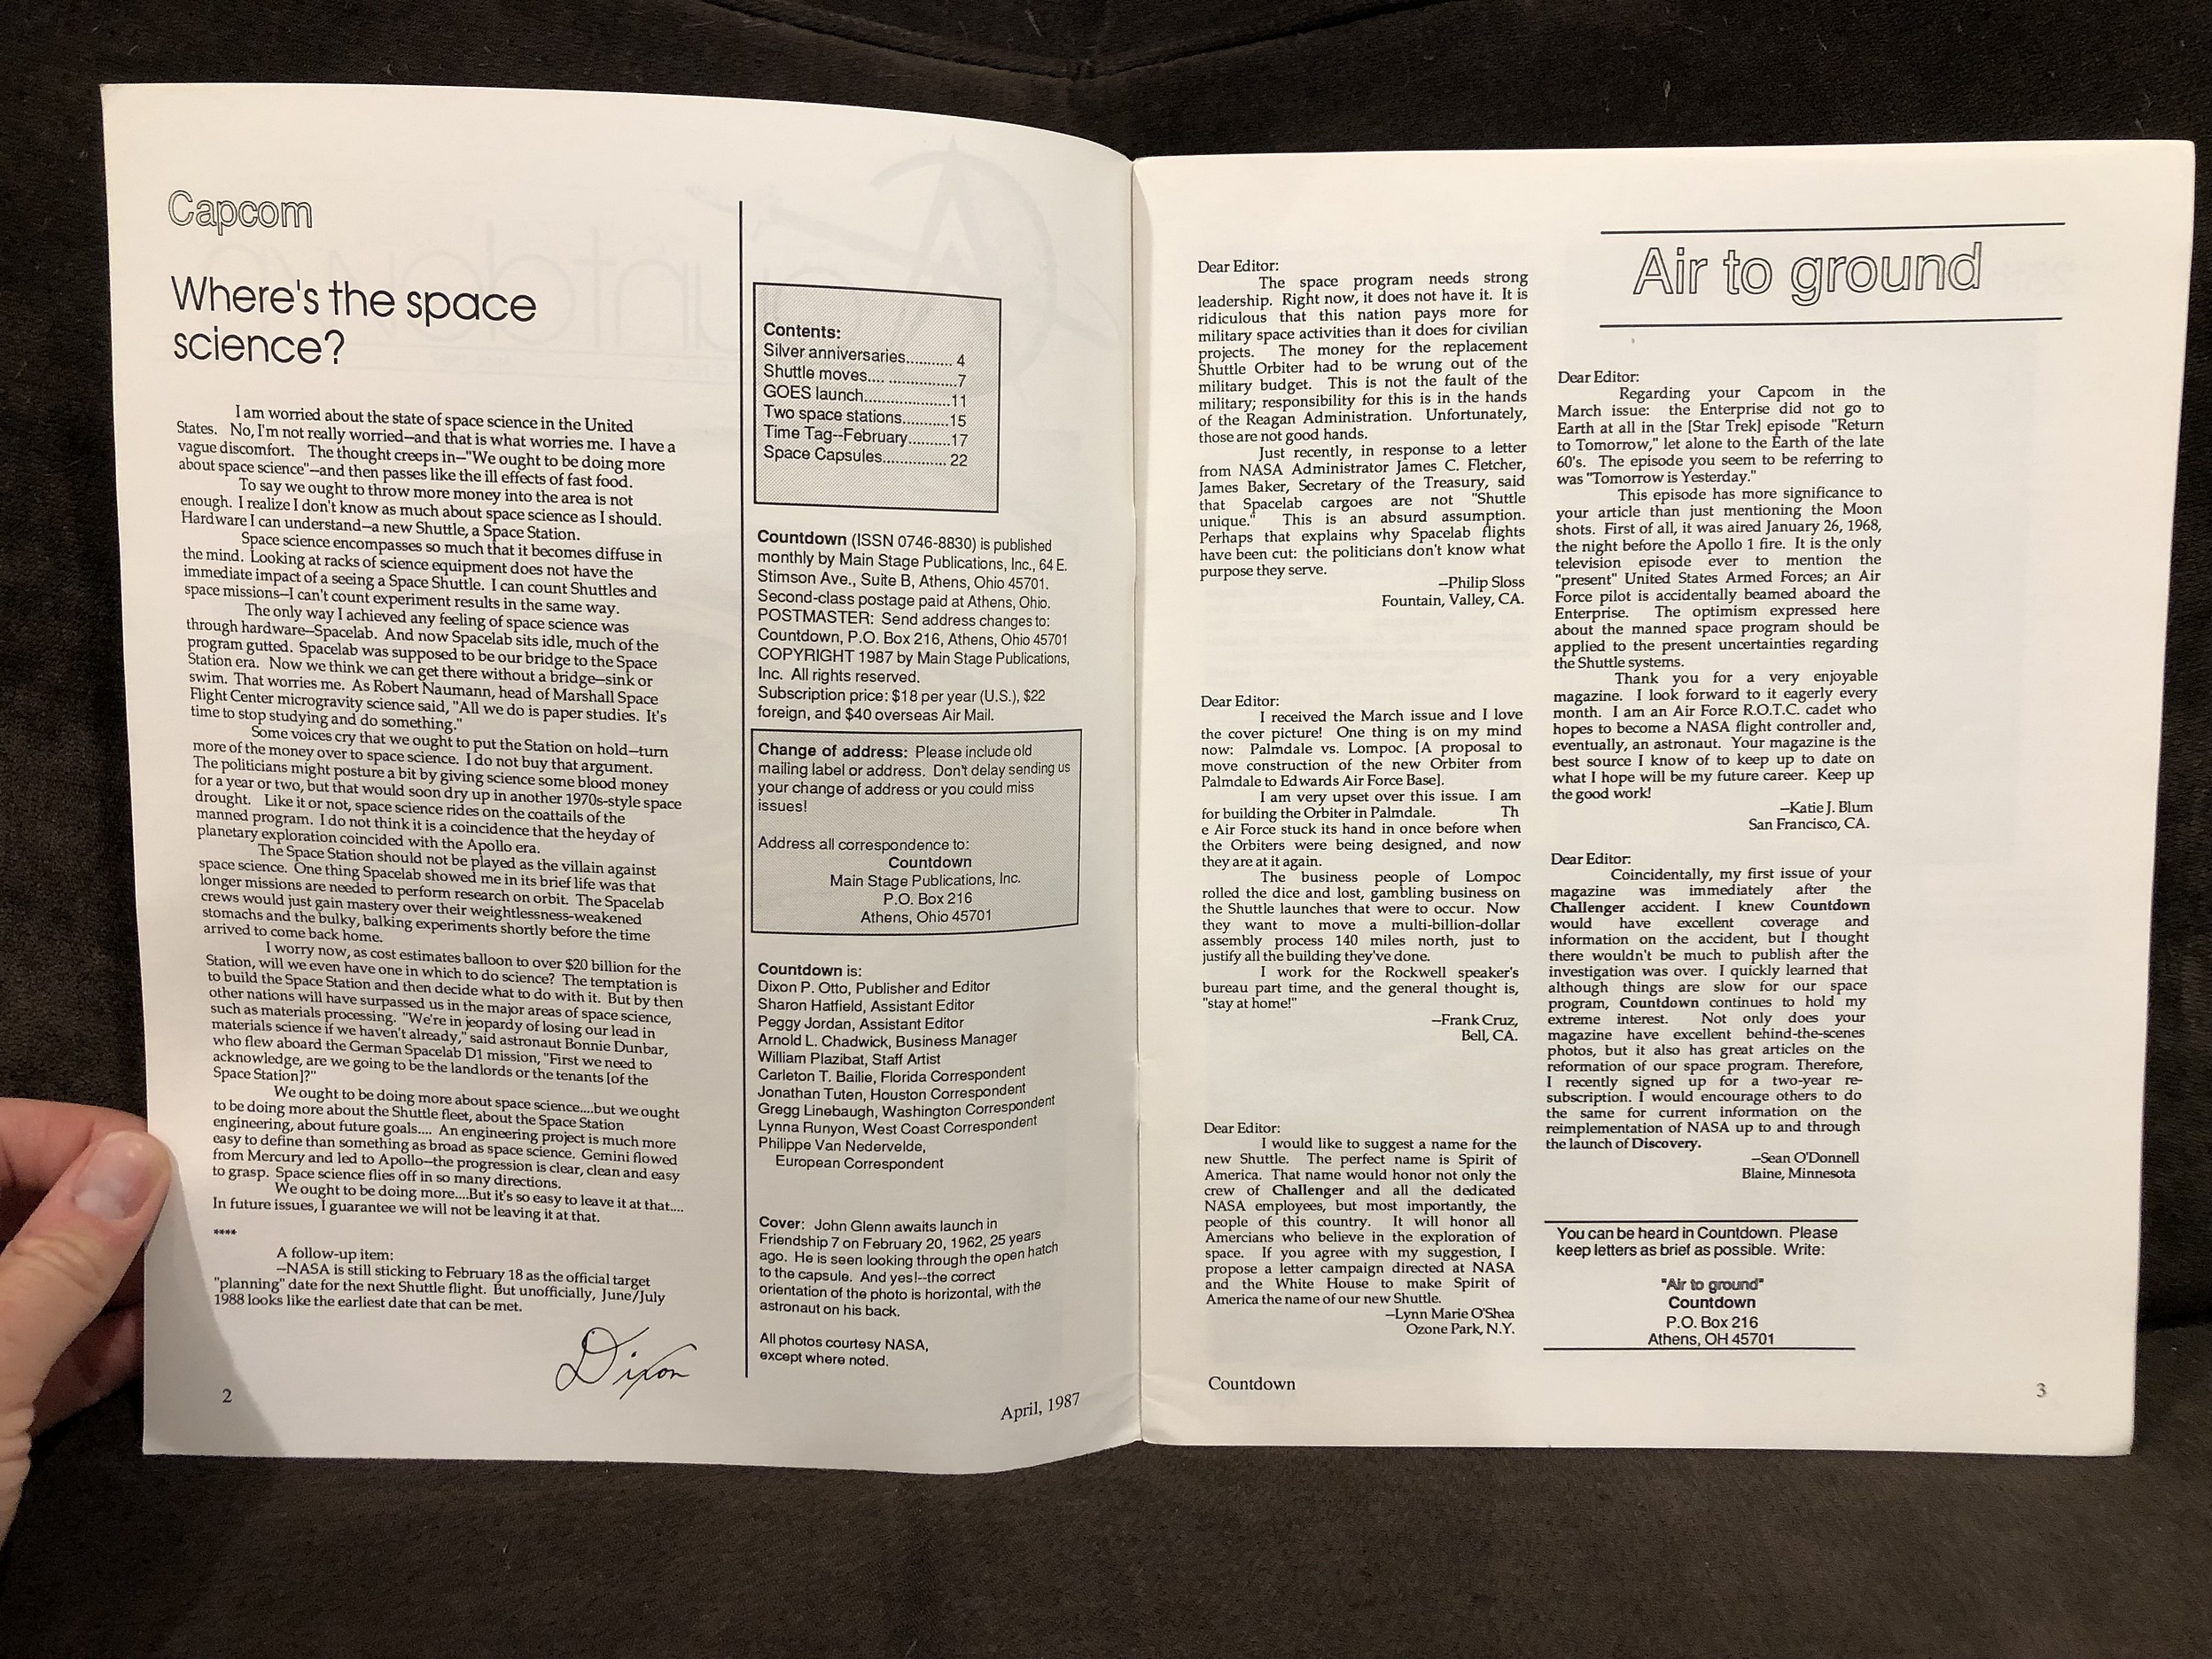 Capcom
Where's the space
science?
I am worried about the state of space science in the United
States. No, I'm not really worried--and that is what worries me. I have a
vague discomfort. The thought creeps in--"We ought to be doing more
about space science"--and then passes like the ill effects of fast food.
To say we ought to throw more money into the area is not
enough. I realize I don't know as much about space science as I should.
Hardware I can understand--a new Shuttle, a Space Station.
Space science encompasses so much that it becomes diffuse in
the mind. Looking at racks of science equipment does not have the
immediate impact of a seeing a Space Shuttle. I can count Shuttles and
space missions--I can't count experiment results in the same way.
The only way I achieved any feeling of space science was
through hardware--Spacelab. And now Spacelab sits idle, much of the
program gutted. Spacelab was supposed to be our bridge to the Space
Station era. Now we think we can get there without a bridge--sink or
swim. That worries me. As Robert Naumann, head of Marshall Space
Flight Center microgravity science said, "All we do is paper studies. It's
time to stop studying and do something."
Some voices cry that we ought to put the Station on hold--turn
more of the money over to space science. I do not buy that argument.
The politicians might posture a bit by giving science some blood money
for a year or two, but that would soon dry up in another 1970s-style space
drought. Like it or not, space science rides on the coattails of the
manned program. I do not think it is a coincidence that the heyday of
planetary exploration coincided with the Apollo era.
The Space Station should not be played as the villain against
space science. One thing Spacelab showed me in its brief life was that
longer missions are needed to perform research on orbit. The Spacelab
crews would just gain mastery over their weightlessness-weakened
stomachs and the bulky, balking experiments shortly before the time
arrived to come back home.
I worry now, as cost estimates balloon to over $20 billion for the
Station, will we even have one in which to do science? The temptation is
to build the Space Station and then decide what to do with it. But by then
other nations will have surpassed us in the major areas of space science,
such as materials processing. "We're in jeopardy of losing our lead in
materials science if we haven't already," said astronaut Bonnie Dunbar,
who flew aboard the German Spacelab D1 mission, "First we need to
acknowledge, are we going to be the landlords or the tenants [of the
Space Station]?"
We ought to be doing more about space science....but we ought
to be doing more about the Shuttle fleet, about the Space Station
engineering, about future goals.... An engineering project is much more
easy to define than something as broad as space science. Gemini flowed
from Mercury and led to Apollo--the progression is clear, clean and easy
to grasp. Space science flies off in so many directions.
We ought to be doing more....But it's so easy to leave it at that....
In future issues, I guarantee we will not be leaving it at that.
****
A follow-up item:
--NASA is still sticking to February 18 as the official target
"planning" date for the next Shuttle flight. But unofficially, June/July
1988 looks like the earliest date that can be met.
Dixon
2
Contents:
Silver anniversaries.......... 4
Shuttle moves.... ...............7
GOES launch....................11
Two space stations..........15
Time Tag--February..........17
Space Capsules............... 22
Countdown (ISSN 0746-8830) is published
monthly by Main Stage Publications, Inc., 64 E.
Stimson Ave., Suite B, Athens, Ohio 45701.
Second-class postage paid at Athens, Ohio.
POSTMASTER: Send address changes to:
Countdown, P.O. Box 216, Athens, Ohio 45701
COPYRIGHT 1987 by Main Stage Publications,
Inc. All rights reserved.
Subscription price: $18 per year (U.S.), $22
foreign, and $40 overseas Air Mail.
Change of address: Please include old
mailing label or address. Don't delay sending us
your change of address or you could miss
issues!
Address all correspondence to:
Countdown
Main Stage Publications, Inc.
P.O. Box 216
Athens, Ohio 45701
Countdown is:
Dixon P. Otto, Publisher and Editor
Sharon Hatfield, Assistant Editor
Peggy Jordan, Assistant Editor
Arnold L. Chadwick, Business Manager
William Plazibat, Staff Artist
Carleton T. Bailie, Florida Correspondent
Jonathan Tuten, Houston Correspondent
Gregg Linebaugh, Washington Correspondent
Lynna Runyon, West Coast Correspondent
Philippe Van Nedervelde,
European Correspondent
Cover: John Glenn awaits launch in
Friendship 7 on February 20, 1962, 25 years
ago. He is seen looking through the open hatch
to the capsule. And yes!--the correct
orientation of the photo is horizontal, with the
astronaut on his back.
All photos courtesy NASA,
except where noted.
April, 1987
Dear Editor:
The space program needs strong
leadership. Right now, it does not have it. It is
ridiculous that this nation pays more for
military space activities than it does for civilian
projects. The money for the replacement
Shuttle Orbiter had to be wrung out of the
military budget. This is not the fault of the
military; responsibility for this is in the hands
of the Reagan Administration. Unfortunately,
those are not good hands.
Just recently, in response to a letter
from NASA Administrator James C. Fletcher,
James Baker, Secretary of the Treasury, said
that Spacelab cargoes are not "Shuttle
unique." This is an absurd assumption.
Perhaps that explains why Spacelab flights
have been cut: the politicians don't know what
purpose they serve.
--Philip Sloss
Fountain, Valley, CA.
Dear Editor:
I received the March issue and I love
the cover picture! One thing is on my mind
now: Palmdale vs. Lompoc. [A proposal to
move construction of the new Orbiter from
Palmdale to Edwards Air Force Base].
I am very upset over this issue. I am
for building the Orbiter in Palmdale. Th
e Air Force stuck its hand in once before when
the Orbiters were being designed, and now
they are at it again.
The business people of Lompoc
rolled the dice and lost, gambling business on
the Shuttle launches that were to occur. Now
they want to move a multi-billion-dollar
assembly process 140 miles north, just to
justify all the building they've done.
I work for the Rockwell speaker's
bureau part time, and the general thought is,
"stay at home!"
--Frank Cruz,
Bell, CA.
Dear Editor:
I would like to suggest a name for the
new Shuttle. The perfect name is Spirit of
America. That name would honor not only the
crew of Challenger and all the dedicated
NASA employees, but most importantly, the
people of this country. It will honor all
Amercians who believe in the exploration of
space. If you agree with my suggestion, I
propose a letter campaign directed at NASA
and the White House to make Spirit of
America the name of our new Shuttle.
--Lynn Marie O'Shea
Ozone Park, N.Y.
Countdown
Air to ground
Dear Editor:
Regarding your Capcom in the
March issue: the Enterprise did not go to
Earth at all in the [Star Trek] episode "Return
to Tomorrow," let alone to the Earth of the late
60's. The episode you seem to be referring to
was "Tomorrow is Yesterday."
This episode has more significance to
your article than just mentioning the Moon
shots. First of all, it was aired January 26, 1968,
the night before the Apollo 1 fire. It is the only
television episode ever to mention the
"present" United States Armed Forces; an Air
Force pilot is accidentally beamed aboard the
Enterprise. The optimism expressed here
about the manned space program should be
applied to the present uncertainties regarding
the Shuttle systems.
Thank you for a very enjoyable
magazine. I look forward to it eagerly every
month. I am an Air Force R.O.T.C. cadet who
hopes to become a NASA flight controller and,
eventually, an astronaut. Your magazine is the
best source I know of to keep up to date on
what I hope will be my future career. Keep up
the good work!
--Katie J. Blum
San Francisco, CA.
Dear Editor:
Coincidentally, my first issue of your
magazine was immediately after the
Challenger accident. I knew Countdown
would have excellent coverage and
information on the accident, but I thought
there wouldn't be much to publish after the
investigation was over. I quickly learned that
although things are slow for our space
program, Countdown continues to hold my
extreme interest. Not only does your
magazine have excellent behind-the-scenes
photos, but it also has great articles on the
reformation of our space program. Therefore,
I recently signed up for a two-year re-
subscription. I would encourage others to do
the same for current information on the
reimplementation of NASA up to and through
the launch of Discovery.
--Sean O'Donnell
Blaine, Minnesota
You can be heard in Countdown. Please
keep letters as brief as possible. Write:
"Air to ground"
Countdown
P.O. Box 216
Athens, OH 45701
3